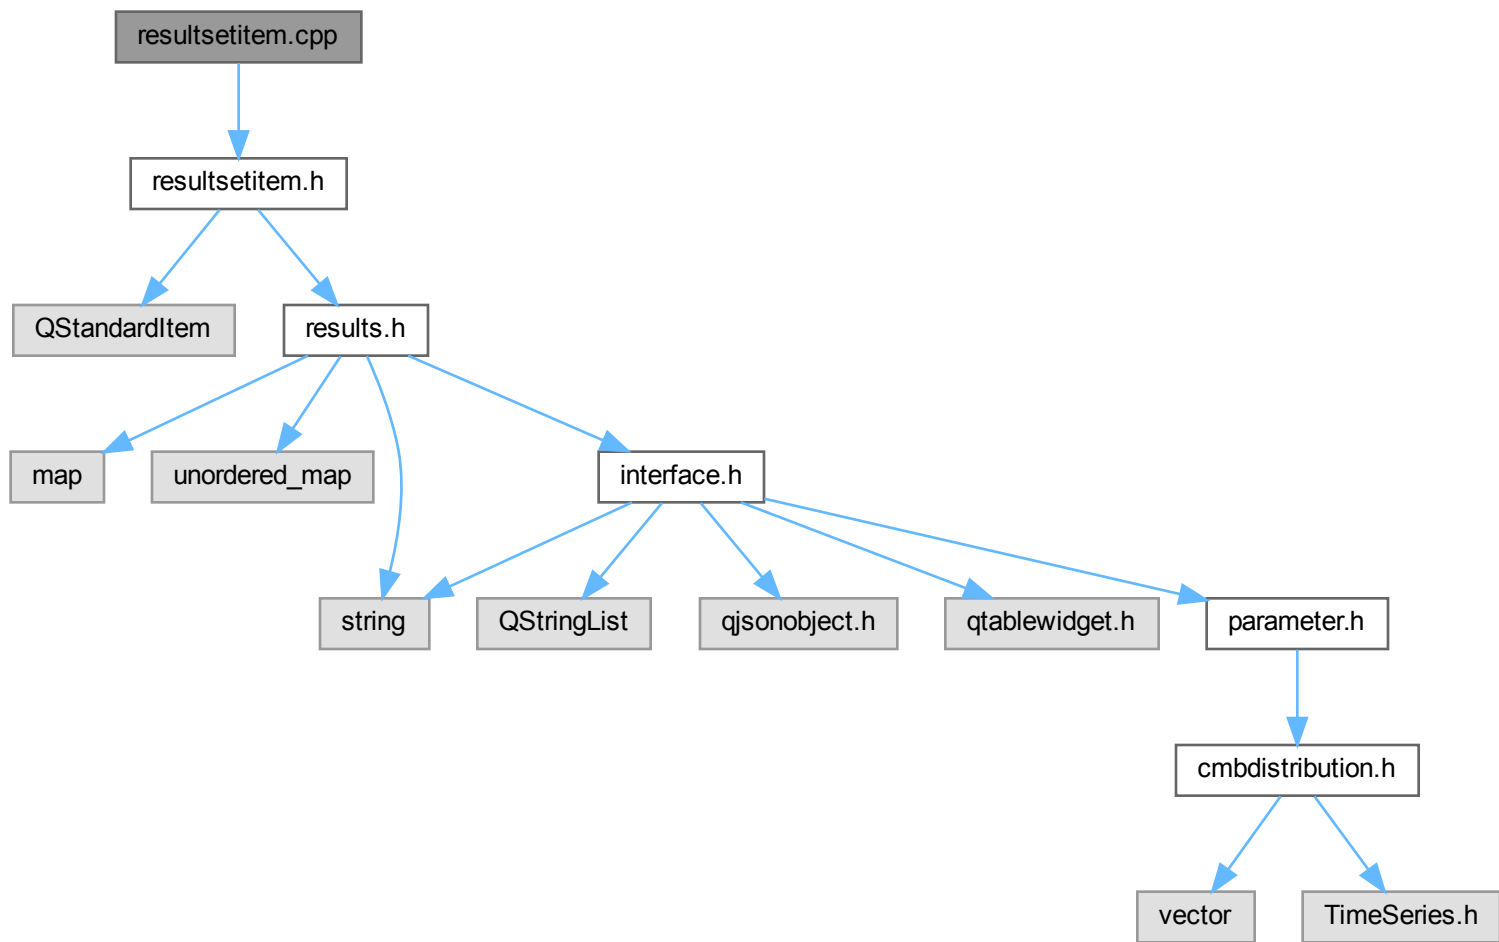 resultsetitem.cpp
resultsetitem.h
QStandardItem
results.h
map
unordered_map
interface.h
string
QStringList
qjsonobject.h
qtablewidget.h
parameter.h
cmbdistribution.h
vector
TimeSeries.h